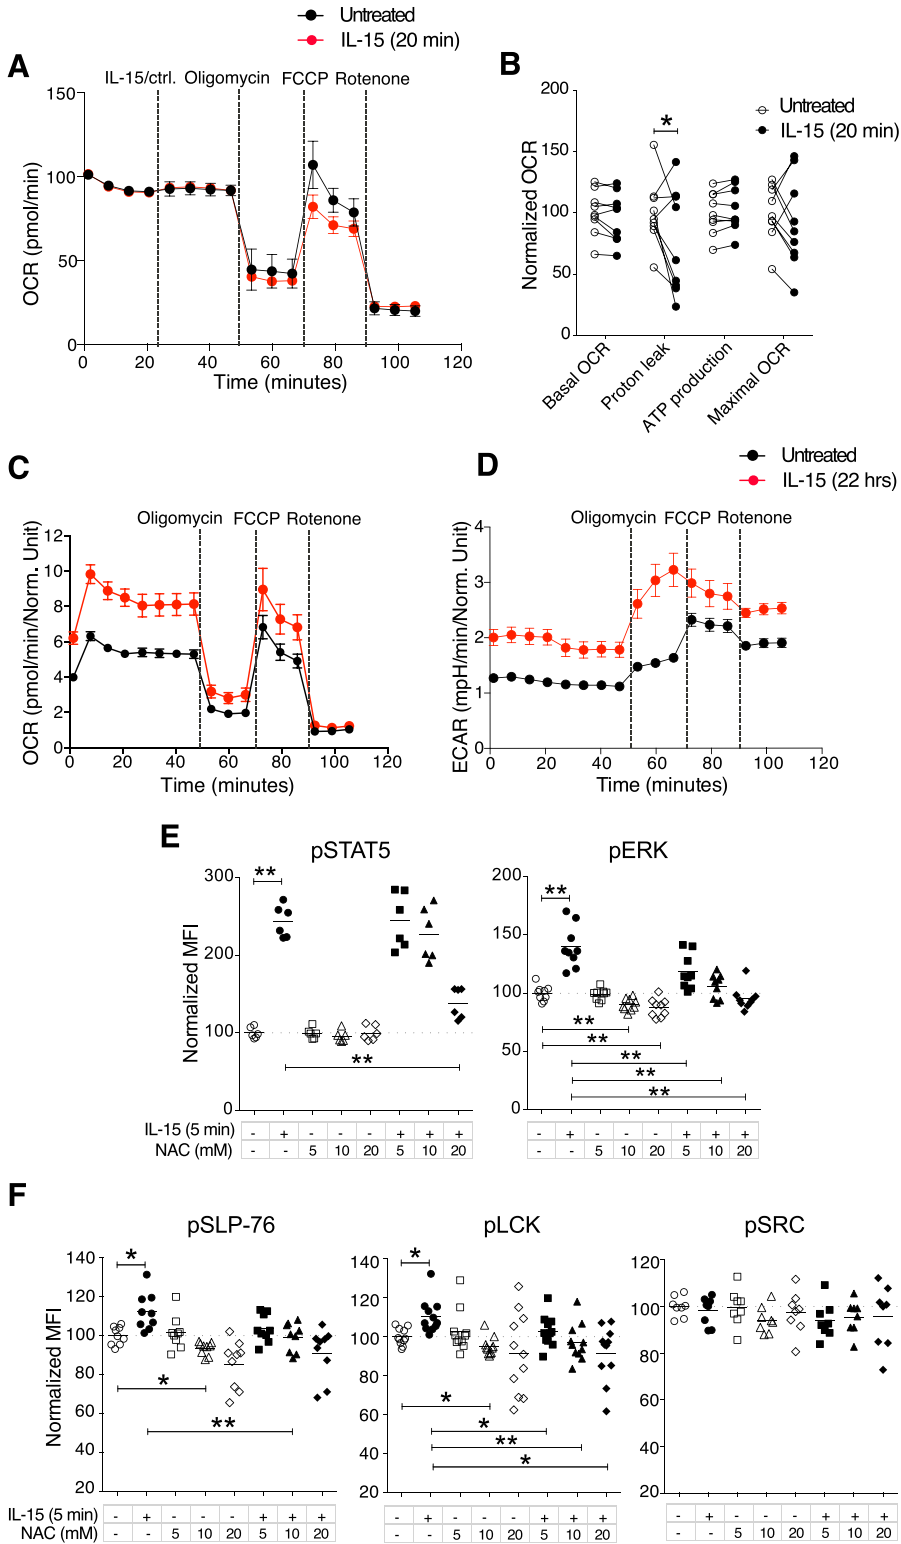 Untreated
IL-15 (20 min)
A
IL-15/ctrl. Oligomycin FCCP Rotenone
150
100
50
0
OCR (pmol/min)
0 20 40 60 80 100 120
Time (minutes)
B
Untreated
IL-15 (20 min)
*
200
150
100
50
0
Normalized OCR
Basal OCR
Proton leak
ATP production
Maximal OCR
C
Oligomycin FCCP Rotenone
12
10
8
6
4
2
0
OCR (pmol/min/Norm. Unit)
0 20 40 60 80 100 120
Time (minutes)
D
Untreated
IL-15 (22 hrs)
Oligomycin FCCP Rotenone
4
3
2
1
0
ECAR (mpH/min/Norm. Unit)
0 20 40 60 80 100 120
Time (minutes)
E
pSTAT5
300
200
100
0
Normalized MFI
**
**
IL-15 (5 min) - + + + +
NAC (mM) - - 5 10 20 5 10 20
pERK
200
150
100
50
0
**
**
**
**
**
**
- + + + +
- - 5 10 20 5 10 20
F
pSLP-76
140
120
100
80
60
40
20
Normalized MFI
*
*
**
IL-15 (5 min) - + - - - + + +
NAC (mM) - - 5 10 20 5 10 20
pLCK
140
120
100
80
60
40
20
*
*
*
**
*
- + - - - + + +
- - 5 10 20 5 10 20
pSRC
120
100
80
60
40
20
- + - - - + + +
- - 5 10 20 5 10 20